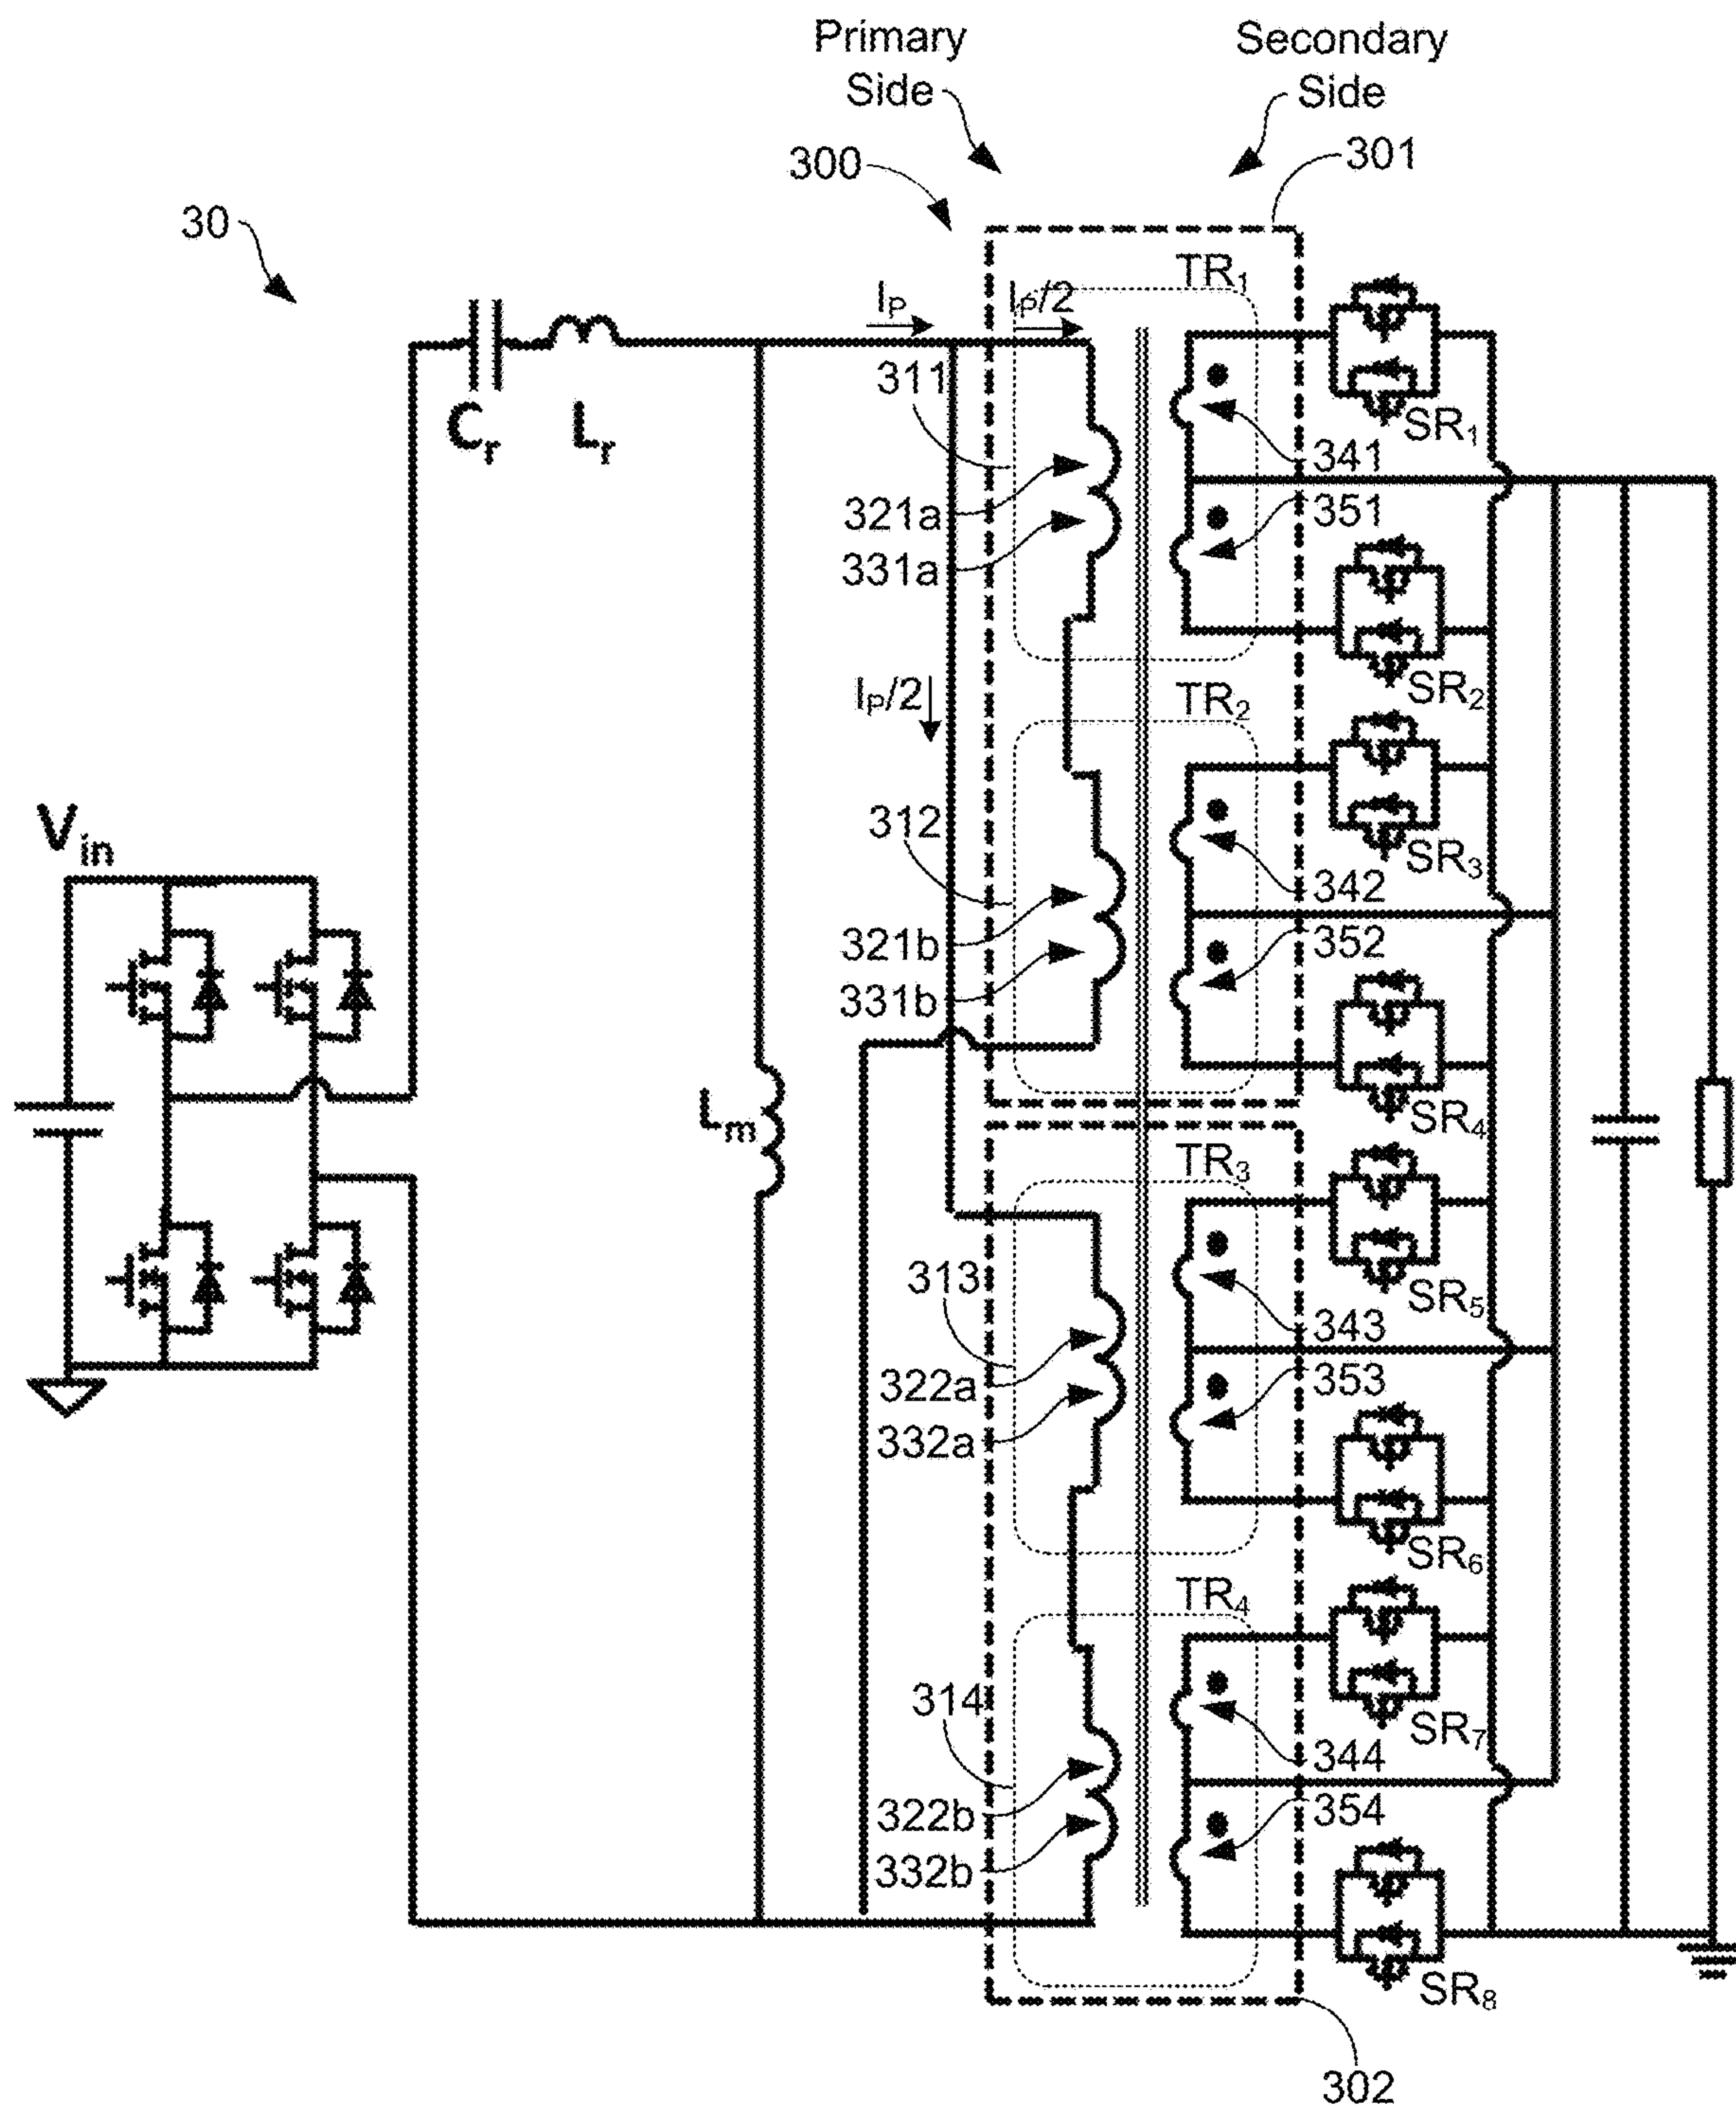 Primary
Side
Secondary
Side
300
301
30
TR₁
Iₚ
Iₚ/2
311
Cᵣ
Lᵣ
SR₁
341
321a
351
331a
Iₚ/2
SR₂
TR₂
Vᵢₙ
312
SR₃
342
321b
352
331b
Lₘ
SR₄
TR₃
313
SR₅
343
322a
353
332a
SR₆
TR₄
314
SR₇
344
322b
354
332b
SR₈
302